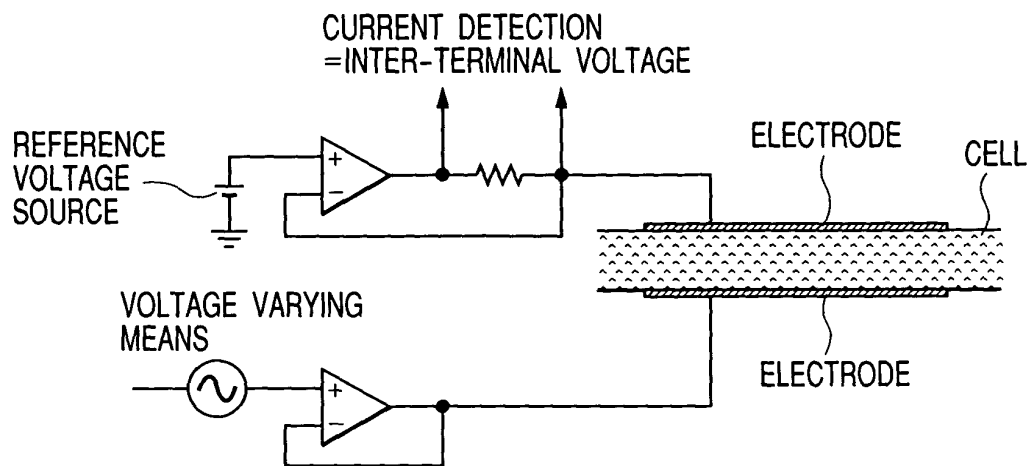 CURRENT DETECTION
=INTER-TERMINAL VOLTAGE
REFERENCE
VOLTAGE
SOURCE
ELECTRODE
CELL
+
−
VOLTAGE VARYING
MEANS
ELECTRODE
+
−